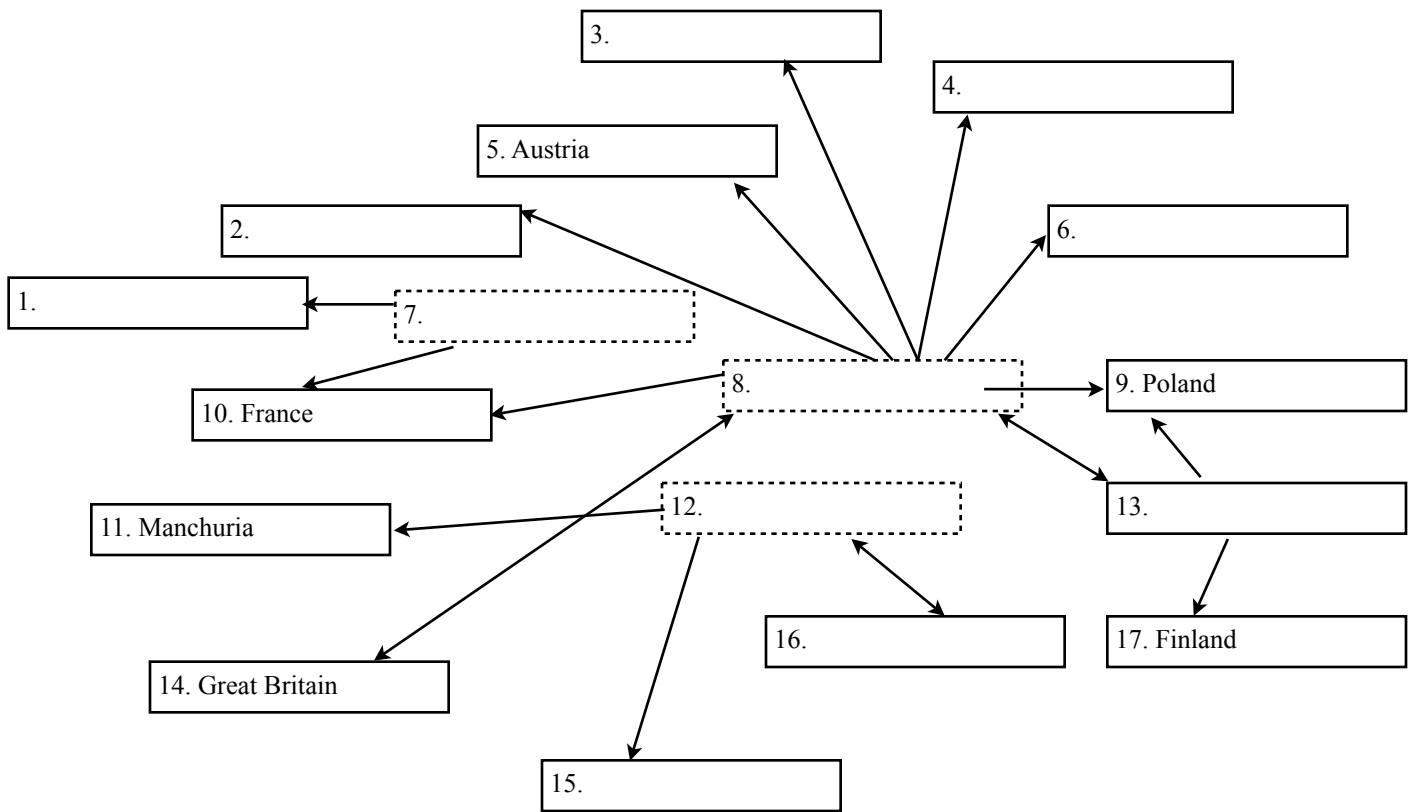 3.
4.
5. Austria
2.
6.
1.
7.
8.
9. Poland
10. France
11. Manchuria
12.
13.
14. Great Britain
16.
17. Finland
15.